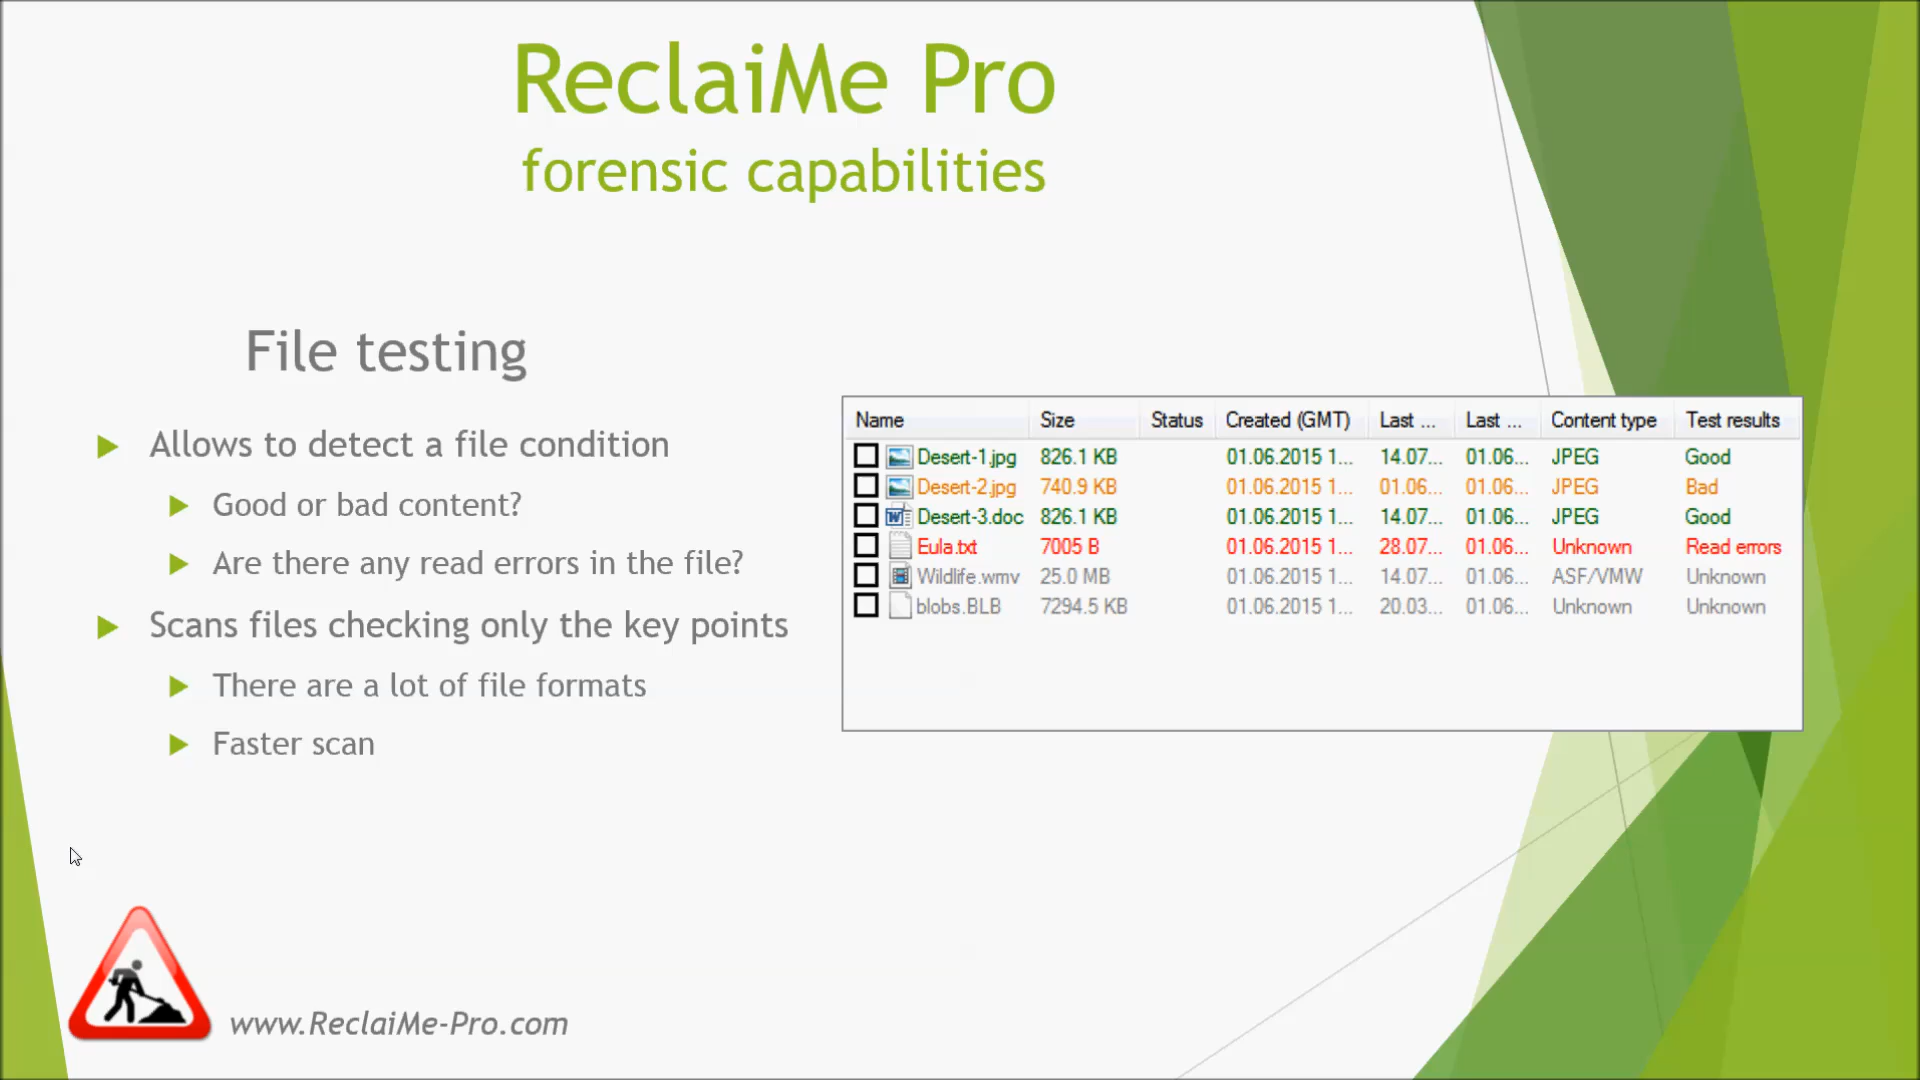 ReclaiMe Pro
forensic capabilities
File testing
Allows to detect a file condition
Good or bad content?
Are there any read errors in the file?
Scans files checking only the key points
There are a lot of file formats
Faster scan
Name Size Status Created (GMT) Last ... Last ... Content type Test results
Desert-1.jpg 826.1 KB 01.06.2015 1... 14.07... 01.06... JPEG Good
Desert-2.jpg 740.9 KB 01.06.2015 1... 01.06... 01.06... JPEG Bad
Desert-3.doc 826.1 KB 01.06.2015 1... 14.07... 01.06... JPEG Good
Eula.txt 7005 B 01.06.2015 1... 28.07... 01.06... Unknown Read errors
Wildlife.wmv 25.0 MB 01.06.2015 1... 14.07... 01.06... ASF/VMW Unknown
blobs.BLB 7294.5 KB 01.06.2015 1... 20.03... 01.06... Unknown Unknown
www.ReclaiMe-Pro.com